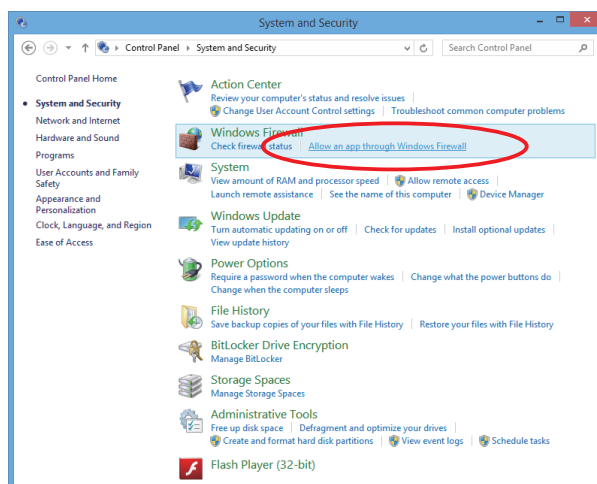 System and Security
Control Panel ▸ System and Security
Search Control Panel
Control Panel Home
System and Security
Network and Internet
Hardware and Sound
Programs
User Accounts and Family
Safety
Appearance and
Personalization
Clock, Language, and Region
Ease of Access
Action Center
Review your computer's status and resolve issues
Change User Account Control settings | Troubleshoot common computer problems
Windows Firewall
Check firewall status | Allow an app through Windows Firewall
System
View amount of RAM and processor speed | Allow remote access
Launch remote assistance | See the name of this computer | Device Manager
Windows Update
Turn automatic updating on or off | Check for updates | Install optional updates
View update history
Power Options
Require a password when the computer wakes | Change what the power buttons do
Change when the computer sleeps
File History
Save backup copies of your files with File History | Restore your files with File History
BitLocker Drive Encryption
Manage BitLocker
Storage Spaces
Manage Storage Spaces
Administrative Tools
Free up disk space | Defragment and optimize your drives
Create and format hard disk partitions | View event logs | Schedule tasks
Flash Player (32-bit)